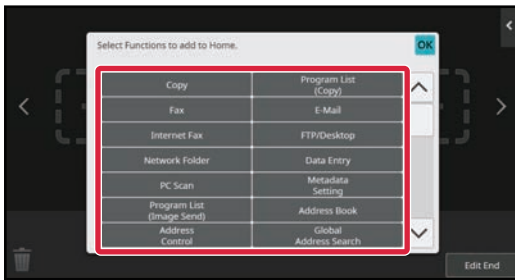 Select Functions to add to Home.
OK
Copy
Program List
(Copy)
Fax
E-Mail
Internet Fax
FTP/Desktop
Network Folder
Data Entry
PC Scan
Metadata
Setting
Program List
(Image Send)
Address Book
Address
Control
Global
Address Search
Edit End